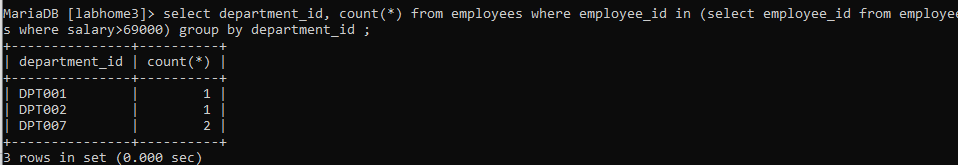 MariaDB [labhome3]> select department_id, count(*) from employees where employee_id in (select employee_id from employee
s where salary>69000) group by department_id ;
+---------------+----------+
| department_id | count(*) |
+---------------+----------+
| DPT001        |        1 |
| DPT002        |        1 |
| DPT007        |        2 |
+---------------+----------+
3 rows in set (0.000 sec)